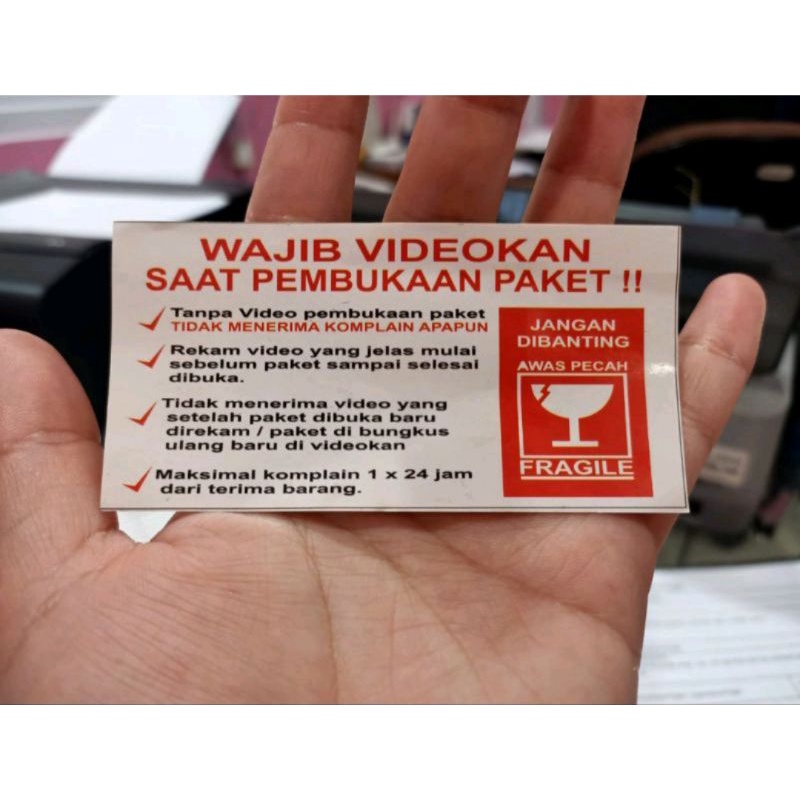 WAJIB VIDEOKAN
SAAT PEMBUKAAN PAKET !!
Tanpa Video pembukaan paket
TIDAK MENERIMA KOMPLAIN APAPUN
Rekam video yang jelas mulai
sebelum paket sampai selesai
dibuka.
Tidak menerima video yang
setelah paket dibuka baru
direkam / paket di bungkus
ulang baru di videokan
Maksimal komplain 1 x 24 jam
dari terima barang.
JANGAN
DIBANTING
AWAS PECAH
FRAGILE